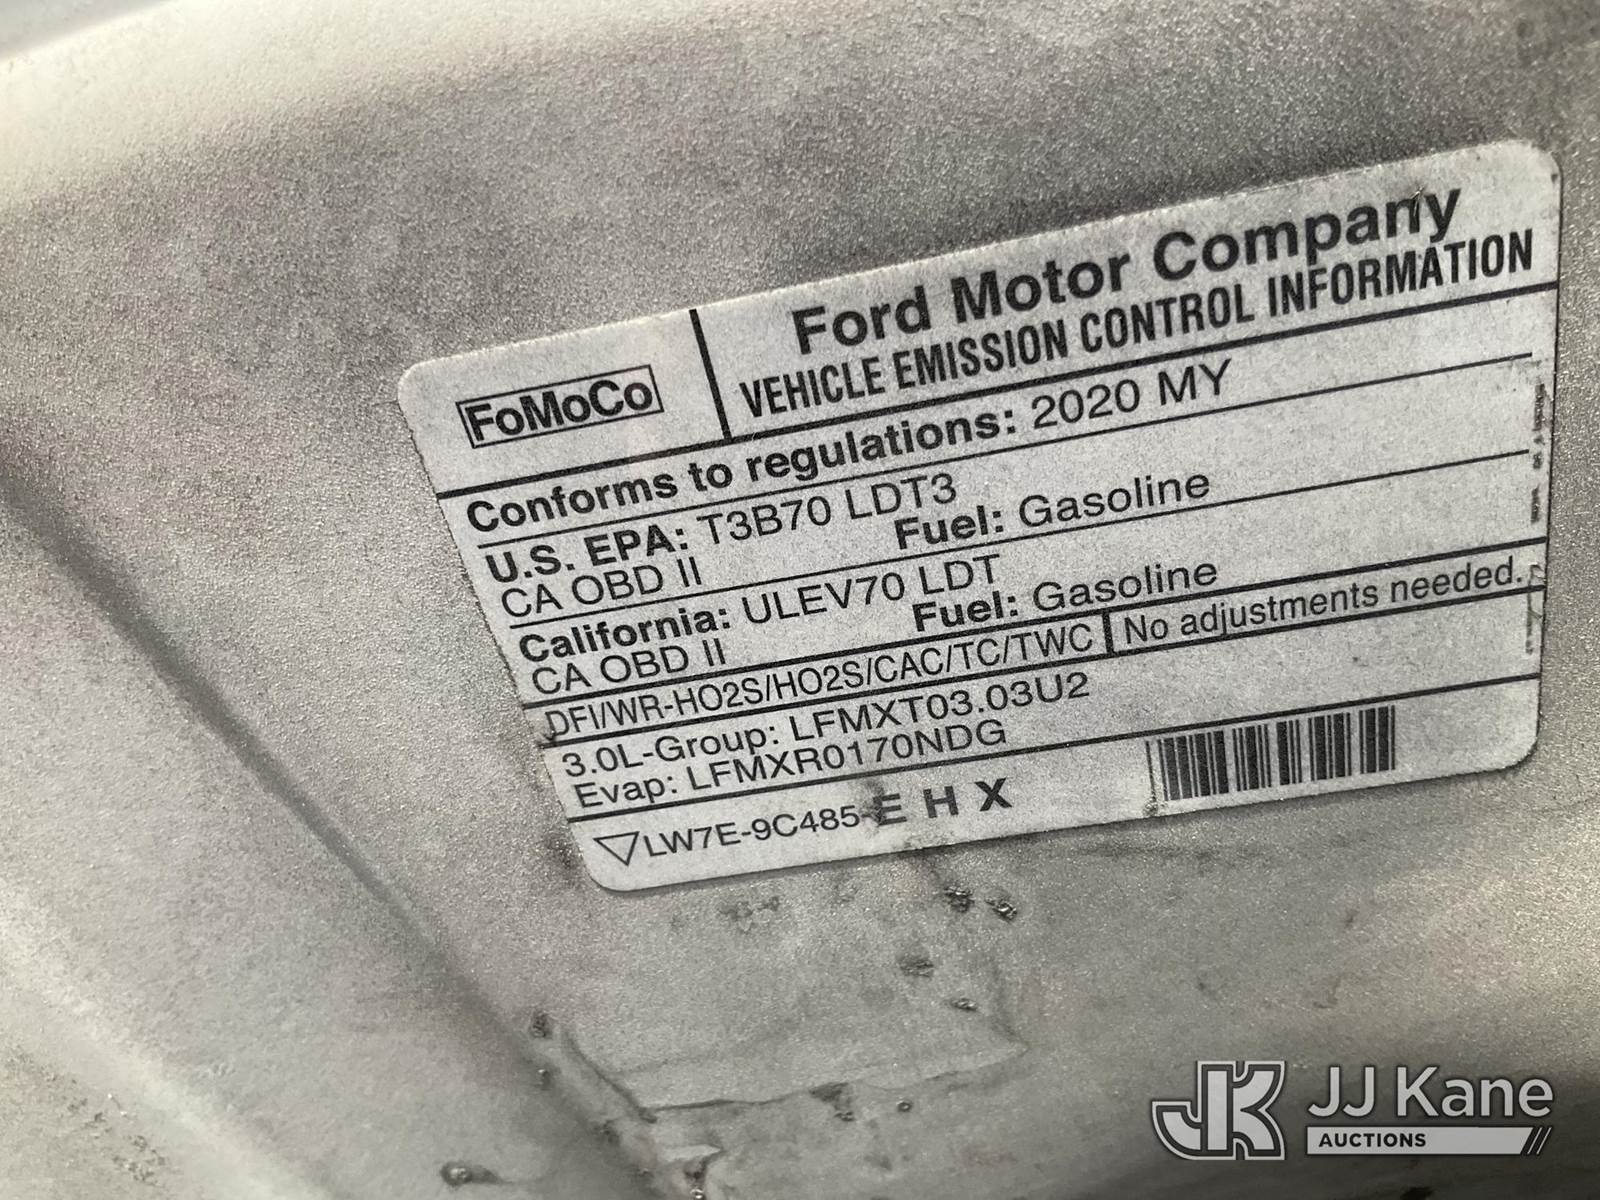 FoMoCo
Ford Motor Company
VEHICLE EMISSION CONTROL INFORMATION
Conforms to regulations: 2020 MY
U.S. EPA: T3B70 LDT3
CA OBD II Fuel: Gasoline
California: ULEV70 LDT
CA OBD II Fuel: Gasoline
DFI/WR-HO2S/HO2S/CAC/TC/TWC No adjustments needed.
3.0L-Group: LFMXT03.03U2
Evap: LFMXR0170NDG
LW7E-9C485-E H X
JK JJ Kane
AUCTIONS